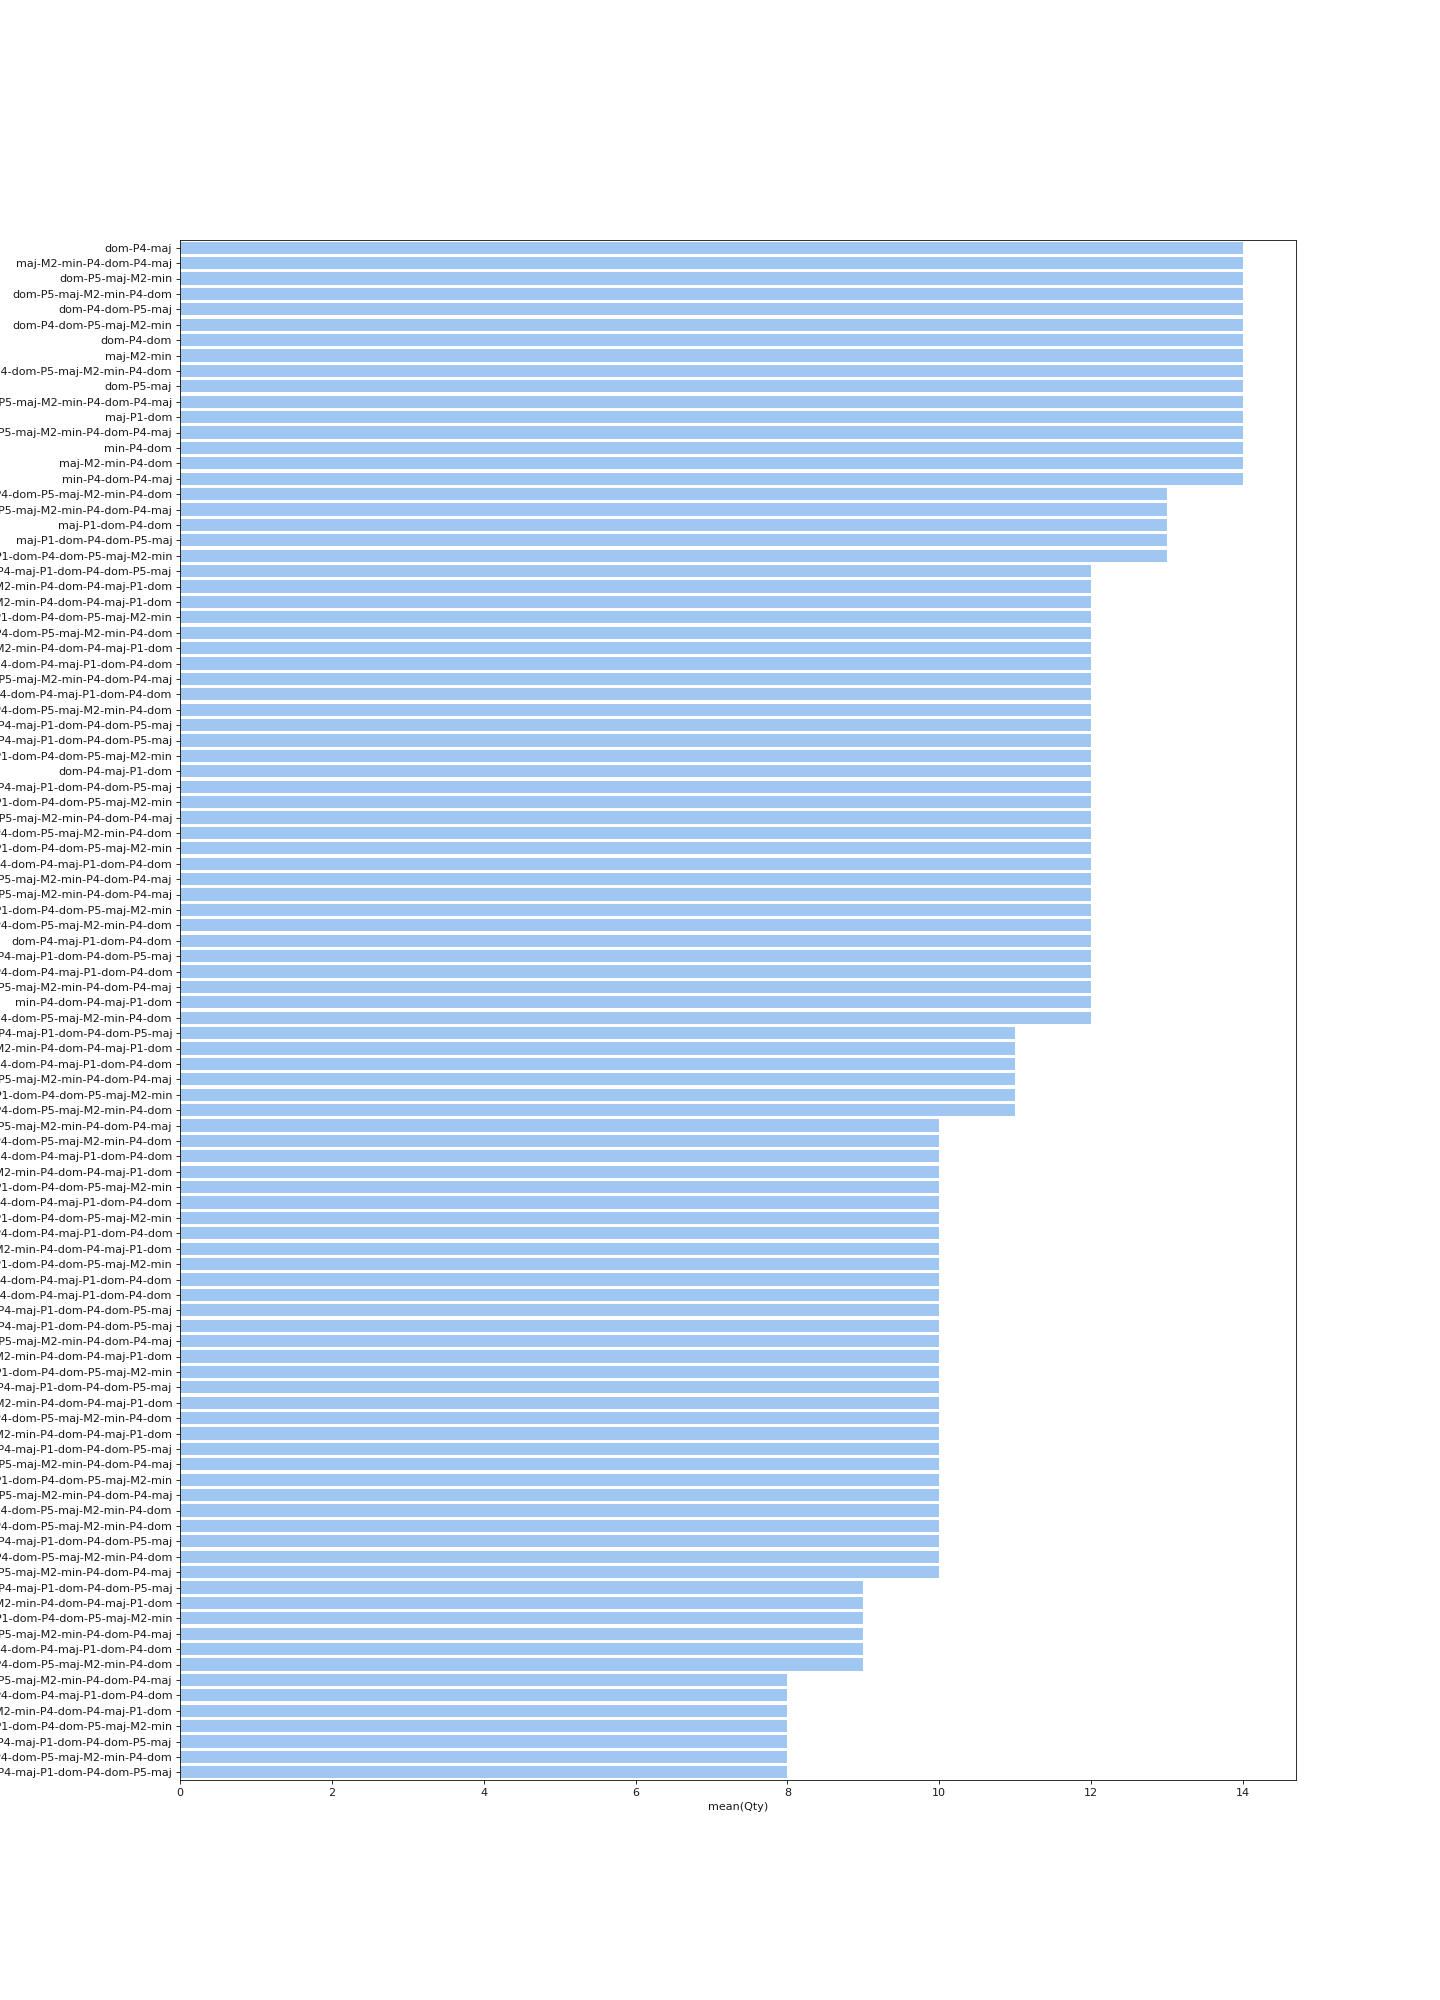 dom-P4-maj
maj-M2-min-P4-dom-P4-maj
dom-P5-maj-M2-min
dom-P5-maj-M2-min-P4-dom
dom-P4-dom-P5-maj
dom-P4-dom-P5-maj-M2-min
dom-P4-dom
maj-M2-min
4-dom-P5-maj-M2-min-P4-dom
dom-P5-maj
P5-maj-M2-min-P4-dom-P4-maj
maj-P1-dom
P5-maj-M2-min-P4-dom-P4-maj
min-P4-dom
maj-M2-min-P4-dom
min-P4-dom-P4-maj
P4-dom-P5-maj-M2-min-P4-dom
P5-maj-M2-min-P4-dom-P4-maj
maj-P1-dom-P4-dom
maj-P1-dom-P4-dom-P5-maj
P1-dom-P4-dom-P5-maj-M2-min
P4-maj-P1-dom-P4-dom-P5-maj
M2-min-P4-dom-P4-maj-P1-dom
M2-min-P4-dom-P4-maj-P1-dom
P1-dom-P4-dom-P5-maj-M2-min
P4-dom-P5-maj-M2-min-P4-dom
M2-min-P4-dom-P4-maj-P1-dom
4-dom-P4-maj-P1-dom-P4-dom
P5-maj-M2-min-P4-dom-P4-maj
4-dom-P4-maj-P1-dom-P4-dom
P4-dom-P5-maj-M2-min-P4-dom
P4-maj-P1-dom-P4-dom-P5-maj
P4-maj-P1-dom-P4-dom-P5-maj
P1-dom-P4-dom-P5-maj-M2-min
dom-P4-maj-P1-dom
P4-maj-P1-dom-P4-dom-P5-maj
P1-dom-P4-dom-P5-maj-M2-min
P5-maj-M2-min-P4-dom-P4-maj
P4-dom-P5-maj-M2-min-P4-dom
P1-dom-P4-dom-P5-maj-M2-min
4-dom-P4-maj-P1-dom-P4-dom
P5-maj-M2-min-P4-dom-P4-maj
P5-maj-M2-min-P4-dom-P4-maj
P1-dom-P4-dom-P5-maj-M2-min
P4-dom-P5-maj-M2-min-P4-dom
dom-P4-maj-P1-dom-P4-dom
P4-maj-P1-dom-P4-dom-P5-maj
P4-dom-P4-maj-P1-dom-P4-dom
P5-maj-M2-min-P4-dom-P4-maj
min-P4-dom-P4-maj-P1-dom
4-dom-P5-maj-M2-min-P4-dom
P4-maj-P1-dom-P4-dom-P5-maj
M2-min-P4-dom-P4-maj-P1-dom
4-dom-P4-maj-P1-dom-P4-dom
P5-maj-M2-min-P4-dom-P4-maj
P1-dom-P4-dom-P5-maj-M2-min
P4-dom-P5-maj-M2-min-P4-dom
P5-maj-M2-min-P4-dom-P4-maj
P4-dom-P5-maj-M2-min-P4-dom
4-dom-P4-maj-P1-dom-P4-dom
M2-min-P4-dom-P4-maj-P1-dom
P1-dom-P4-dom-P5-maj-M2-min
4-dom-P4-maj-P1-dom-P4-dom
P1-dom-P4-dom-P5-maj-M2-min
P4-dom-P4-maj-P1-dom-P4-dom
M2-min-P4-dom-P4-maj-P1-dom
P1-dom-P4-dom-P5-maj-M2-min
4-dom-P4-maj-P1-dom-P4-dom
4-dom-P4-maj-P1-dom-P4-dom
P4-maj-P1-dom-P4-dom-P5-maj
P4-maj-P1-dom-P4-dom-P5-maj
P5-maj-M2-min-P4-dom-P4-maj
M2-min-P4-dom-P4-maj-P1-dom
P1-dom-P4-dom-P5-maj-M2-min
P4-maj-P1-dom-P4-dom-P5-maj
M2-min-P4-dom-P4-maj-P1-dom
P4-dom-P5-maj-M2-min-P4-dom
M2-min-P4-dom-P4-maj-P1-dom
P4-maj-P1-dom-P4-dom-P5-maj
P5-maj-M2-min-P4-dom-P4-maj
P1-dom-P4-dom-P5-maj-M2-min
P5-maj-M2-min-P4-dom-P4-maj
4-dom-P5-maj-M2-min-P4-dom
P4-dom-P5-maj-M2-min-P4-dom
P4-maj-P1-dom-P4-dom-P5-maj
P4-dom-P5-maj-M2-min-P4-dom
P5-maj-M2-min-P4-dom-P4-maj
P4-maj-P1-dom-P4-dom-P5-maj
M2-min-P4-dom-P4-maj-P1-dom
P1-dom-P4-dom-P5-maj-M2-min
P5-maj-M2-min-P4-dom-P4-maj
4-dom-P4-maj-P1-dom-P4-dom
P4-dom-P5-maj-M2-min-P4-dom
P5-maj-M2-min-P4-dom-P4-maj
P4-dom-P4-maj-P1-dom-P4-dom
M2-min-P4-dom-P4-maj-P1-dom
P1-dom-P4-dom-P5-maj-M2-min
P4-maj-P1-dom-P4-dom-P5-maj
P4-dom-P5-maj-M2-min-P4-dom
P4-maj-P1-dom-P4-dom-P5-maj
0 2 4 6 8 10 12 14
mean(Qty)